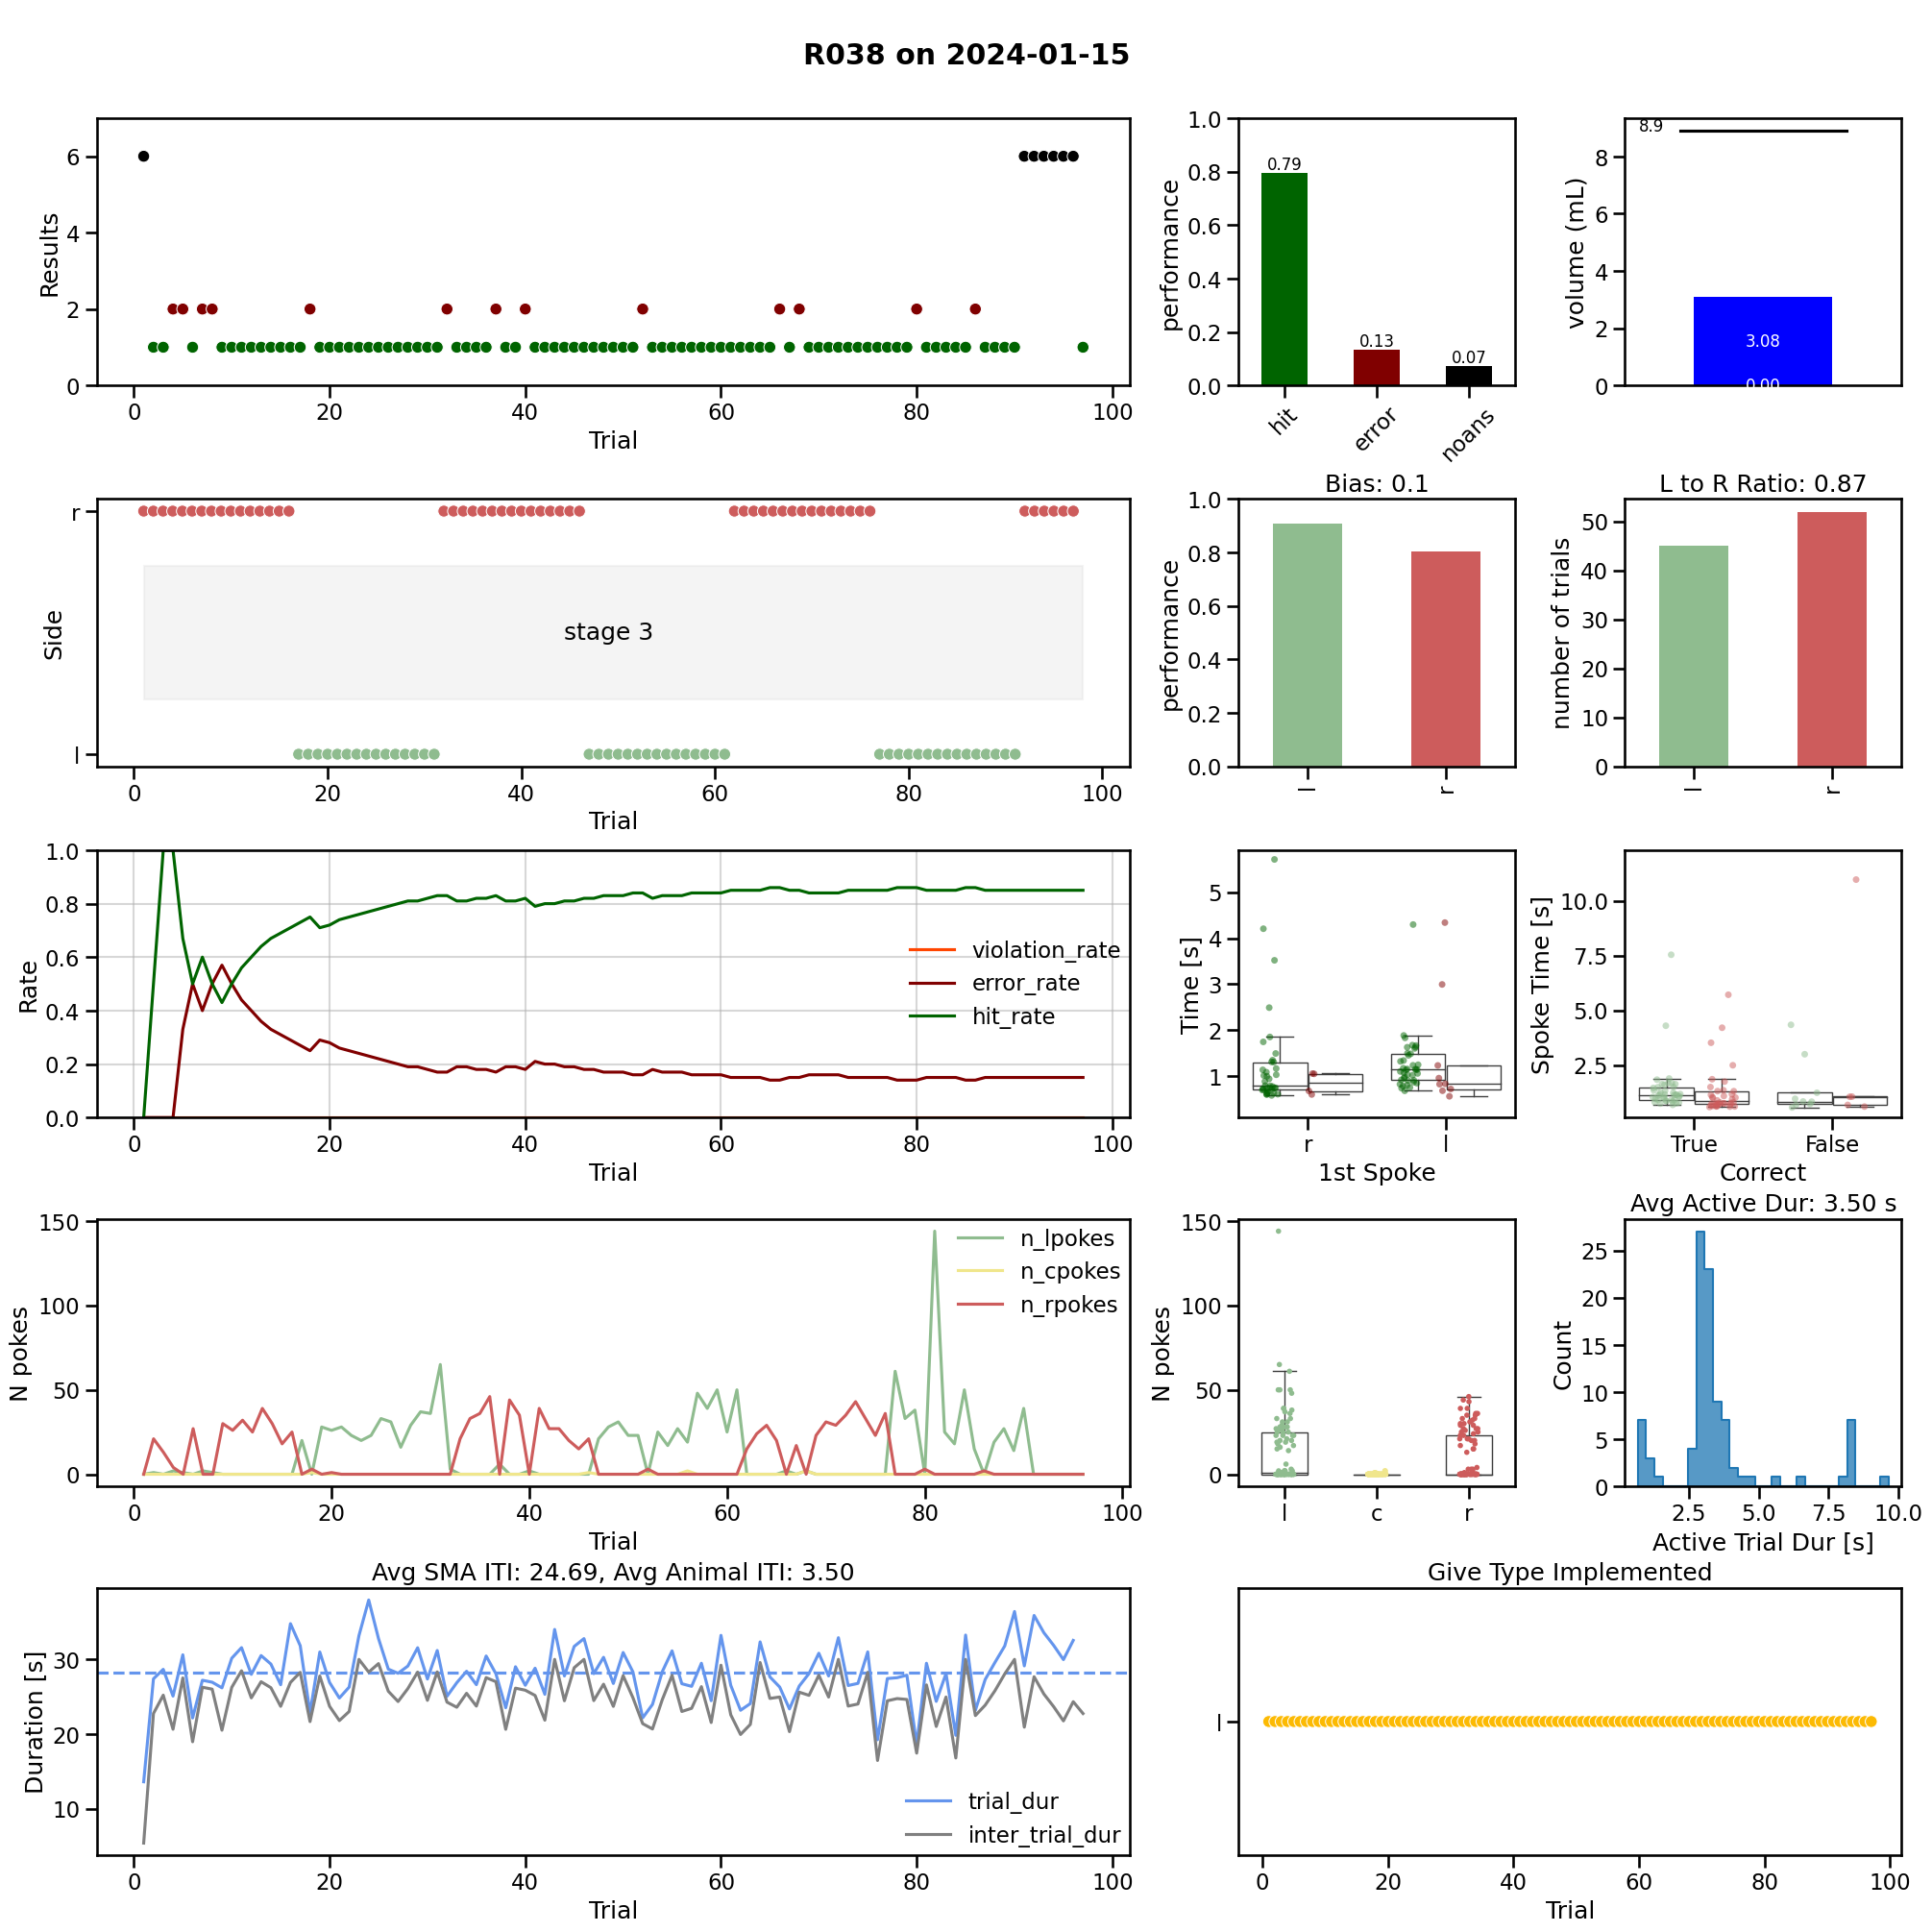 R038 on 2024-01-15
Results
6
4
2
0
0 20 40 60 80 100
Trial
performance
1.0
0.8
0.6
0.4
0.2
0.0
0.79
0.13
0.07
hit error noans
volume (mL)
8
6
4
2
0
8.9
3.08
0.00
Side
r
l
stage 3
0 20 40 60 80 100
Trial
Bias: 0.1
performance
1.0
0.8
0.6
0.4
0.2
0.0
l r
L to R Ratio: 0.87
number of trials
50
40
30
20
10
0
l r
Rate
1.0
0.8
0.6
0.4
0.2
0.0
violation_rate
error_rate
hit_rate
0 20 40 60 80 100
Trial
Time [s]
5
4
3
2
1
r l
1st Spoke
Spoke Time [s]
10.0
7.5
5.0
2.5
True False
Correct
N pokes
150
100
50
0
n_lpokes
n_cpokes
n_rpokes
0 20 40 60 80 100
Trial
N pokes
150
100
50
0
l c r
Avg Active Dur: 3.50 s
Count
25
20
15
10
5
0
2.5 5.0 7.5 10.0
Active Trial Dur [s]
Avg SMA ITI: 24.69, Avg Animal ITI: 3.50
Duration [s]
30
20
10
trial_dur
inter_trial_dur
0 20 40 60 80 100
Trial
Give Type Implemented
l
0 20 40 60 80 100
Trial